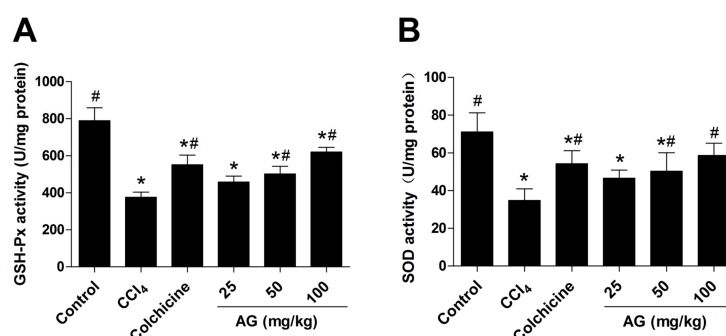 A
GSH-Px activity (U/mg protein)
1000
800
600
400
200
0
#
*
*#
*
*#
*#
Control
CCl4
Colchicine
25
50
100
AG (mg/kg)
B
SOD activity（U/mg protein）
100
80
60
40
20
0
#
*
*#
*
*#
#
Control
CCl4
Colchicine
25
50
100
AG (mg/kg)